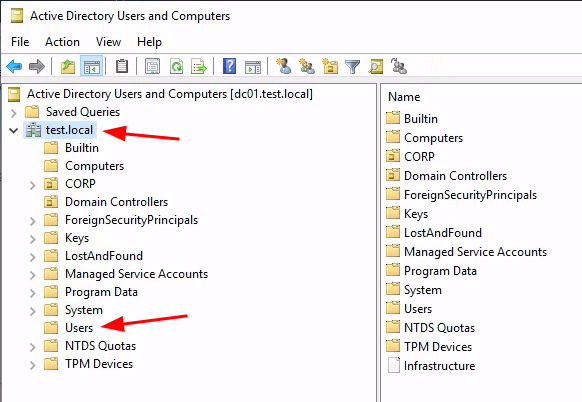 Active Directory Users and Computers
File Action View Help
Active Directory Users and Computers [dc01.test.local]
Saved Queries
test.local
Builtin
Computers
CORP
Domain Controllers
ForeignSecurityPrincipals
Keys
LostAndFound
Managed Service Accounts
Program Data
System
Users
NTDS Quotas
TPM Devices
Name
Builtin
Computers
CORP
Domain Controllers
ForeignSecurityPrincipals
Keys
LostAndFound
Managed Service Accounts
Program Data
System
Users
NTDS Quotas
TPM Devices
Infrastructure